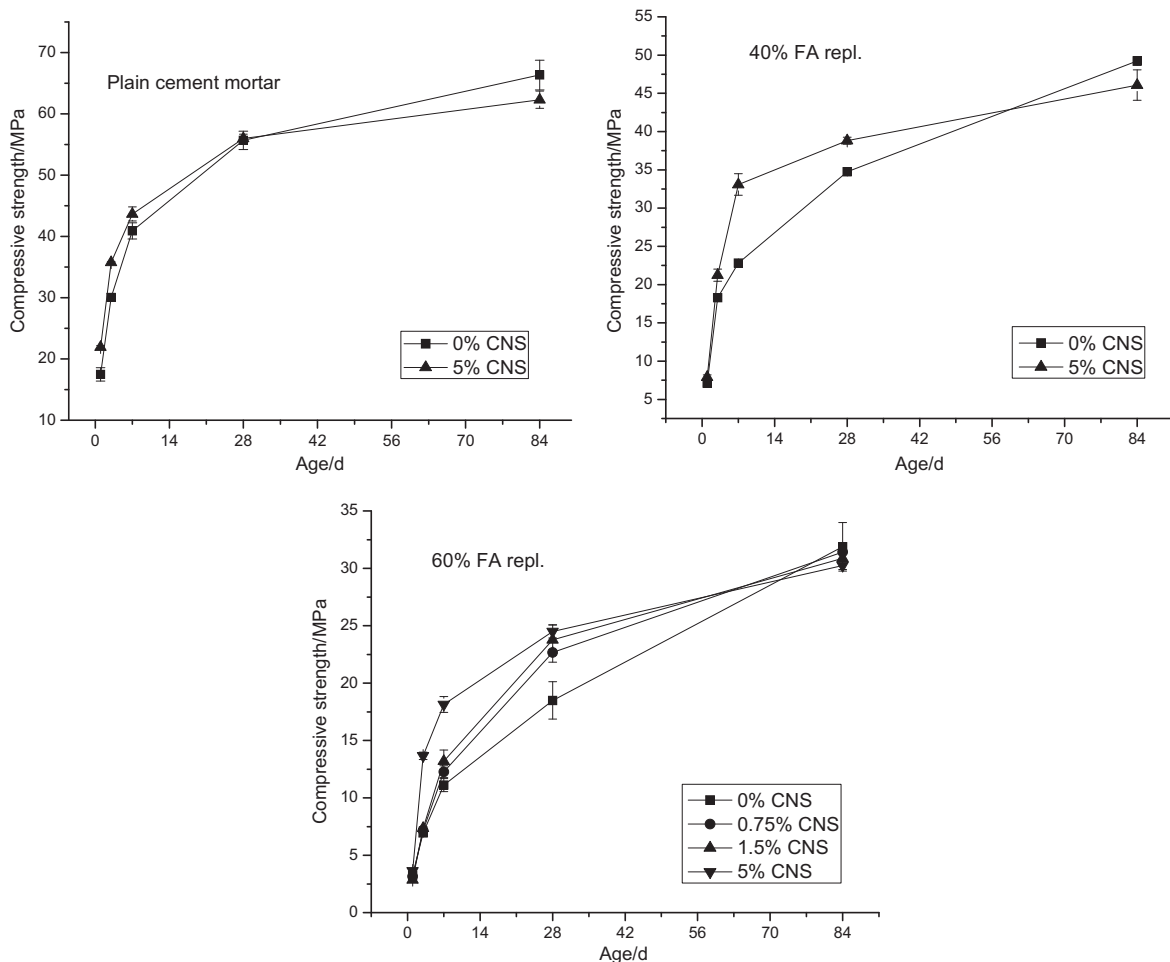 Plain cement mortar
Compressive strength/MPa
70
60
50
40
30
20
10
0 14 28 42 56 70 84
Age/d
0% CNS
5% CNS
40% FA repl.
Compressive strength/MPa
55
50
45
40
35
30
25
20
15
10
5
0 14 28 42 56 70 84
Age/d
0% CNS
5% CNS
60% FA repl.
Compressive strength/MPa
35
30
25
20
15
10
5
0
0 14 28 42 56 70 84
Age/d
0% CNS
0.75% CNS
1.5% CNS
5% CNS